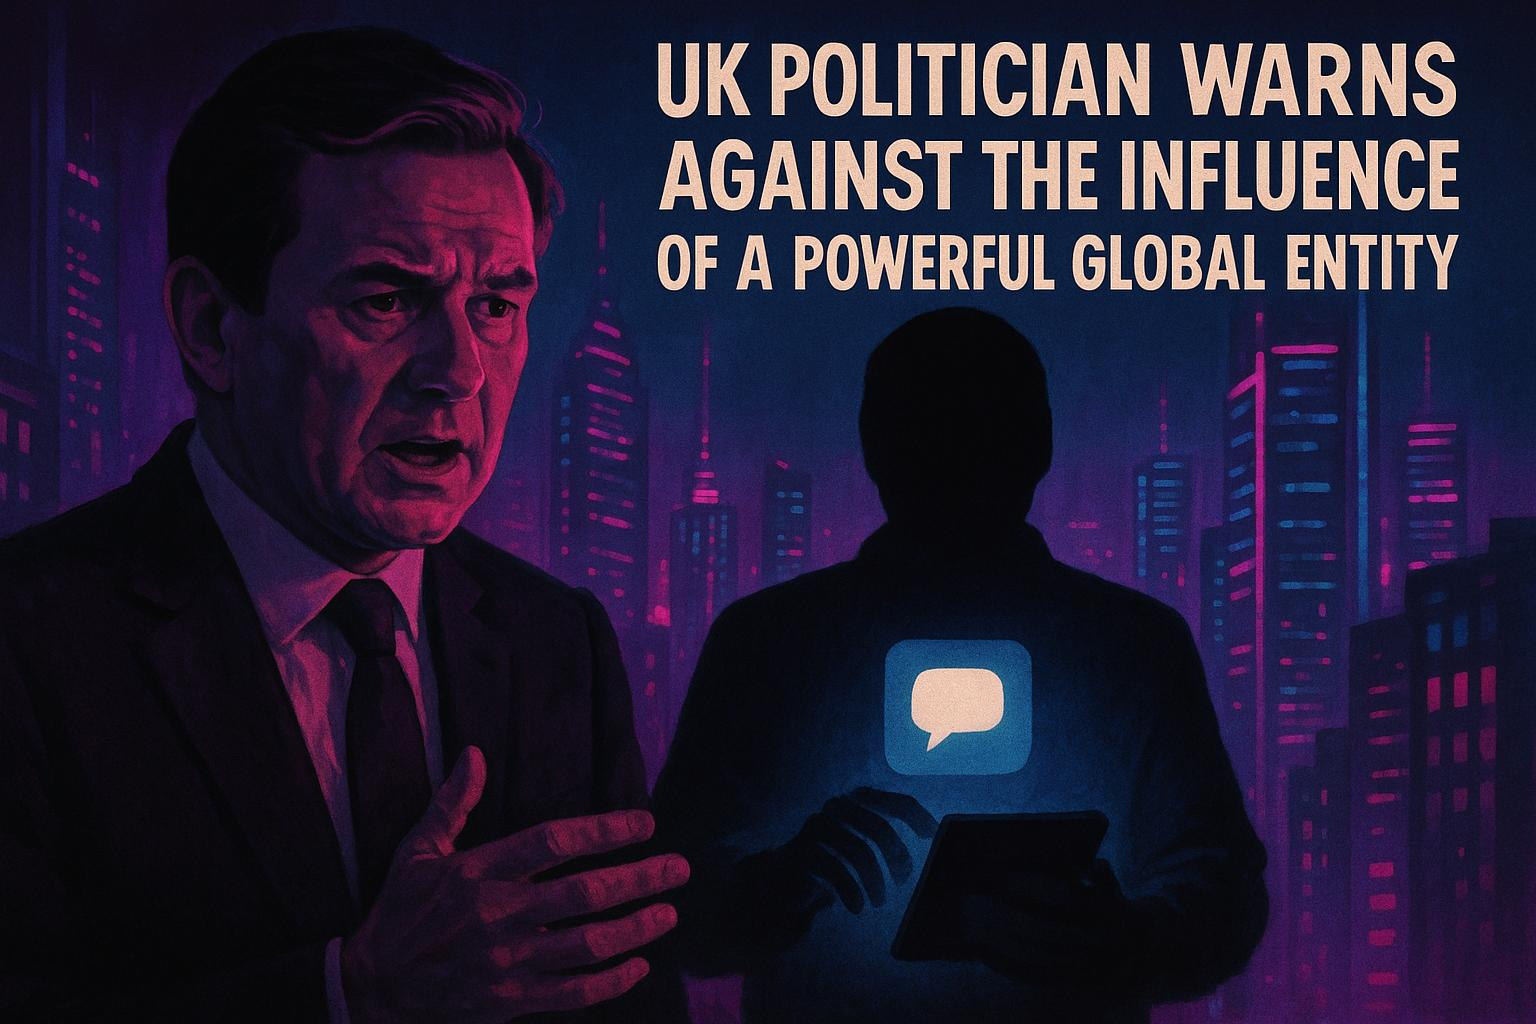 UK POLITICIAN WARNS
AGAINST THE INFLUENCE
OF A POWERFUL GLOBAL ENTITY